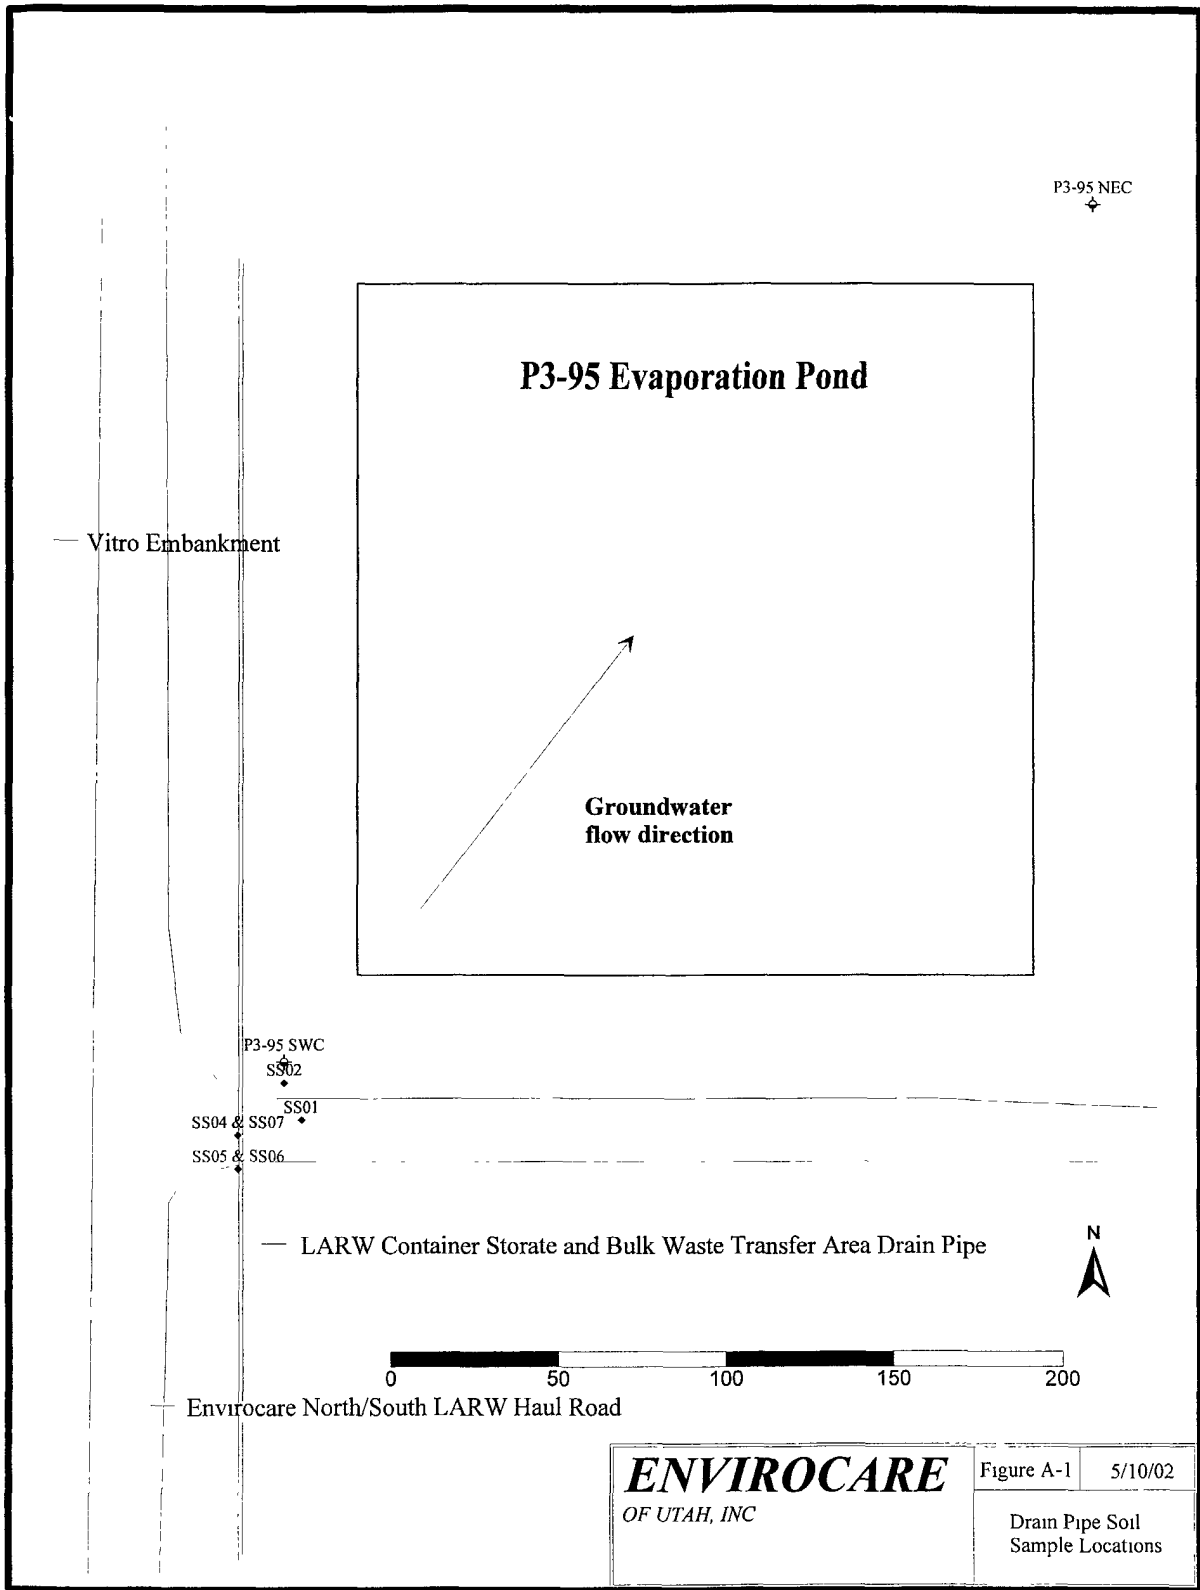 P3-95 NEC
P3-95 Evaporation Pond
Vitro Embankment
Groundwater
flow direction
P3-95 SWC
SS02
SS01
SS04 & SS07
SS05 & SS06
LARW Container Storate and Bulk Waste Transfer Area Drain Pipe
N
0 50 100 150 200
Envirocare North/South LARW Haul Road
ENVIROCARE
OF UTAH, INC
Figure A-1
5/10/02
Drain Pipe Soil
Sample Locations